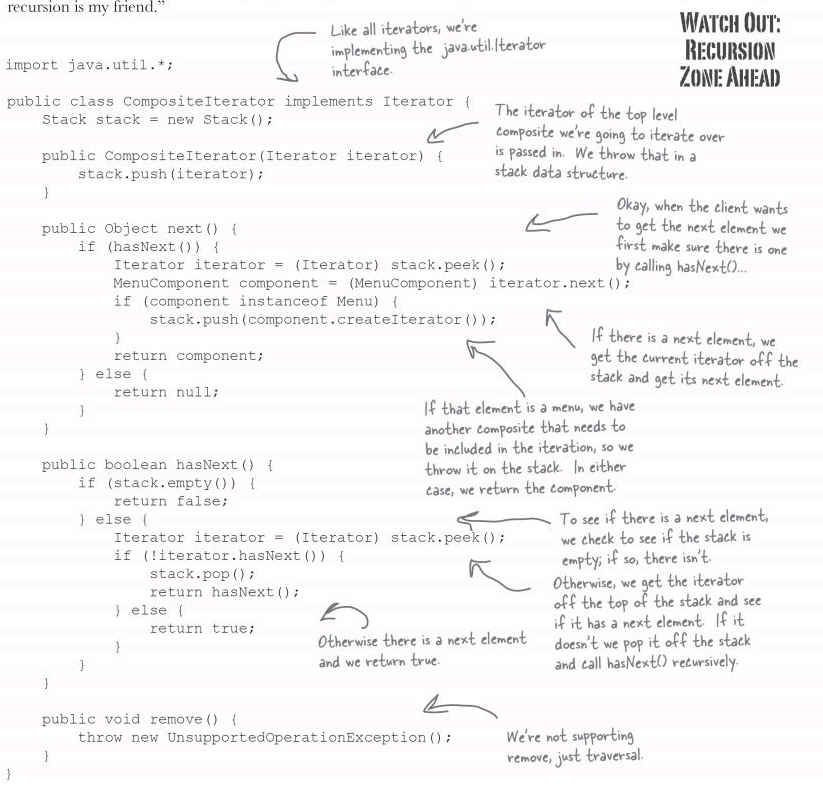 recursion is my friend.”
WATCH OUT:
RECURSION
ZONE AHEAD
Like all iterators, we're
implementing the java.util.Iterator
interface.
import java.util.*;
public class CompositeIterator implements Iterator {
    Stack stack = new Stack();
The iterator of the top level
composite we're going to iterate over
is passed in. We throw that in a
stack data structure.
    public CompositeIterator(Iterator iterator) {
        stack.push(iterator);
    }
Okay, when the client wants
to get the next element we
first make sure there is one
by calling hasNext()...
    public Object next() {
        if (hasNext()) {
            Iterator iterator = (Iterator) stack.peek();
            MenuComponent component = (MenuComponent) iterator.next();
            if (component instanceof Menu) {
                stack.push(component.createIterator());
            }
            return component;
        } else {
            return null;
        }
    }
If there is a next element, we
get the current iterator off the
stack and get its next element.
If that element is a menu, we have
another composite that needs to
be included in the iteration, so we
throw it on the stack. In either
case, we return the component.
    public boolean hasNext() {
        if (stack.empty()) {
            return false;
        } else {
            Iterator iterator = (Iterator) stack.peek();
            if (!iterator.hasNext()) {
                stack.pop();
                return hasNext();
            } else {
                return true;
            }
        }
    }
To see if there is a next element,
we check to see if the stack is
empty; if so, there isn't.
Otherwise, we get the iterator
off the top of the stack and see
if it has a next element. If it
doesn't we pop it off the stack
and call hasNext() recursively.
Otherwise there is a next element
and we return true.
    public void remove() {
        throw new UnsupportedOperationException();
    }
}
We're not supporting
remove, just traversal.